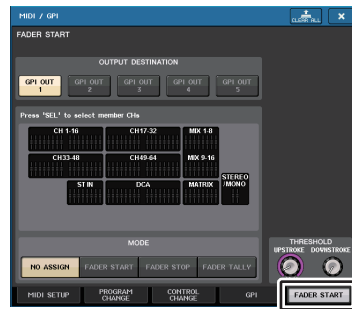 MIDI / GPI
CLEAR ALL
X
FADER START
OUTPUT DESTINATION
GPI OUT 1
GPI OUT 2
GPI OUT 3
GPI OUT 4
GPI OUT 5
Press 'SEL' to select member CHs
CH 1-16
CH17-32
MIX 1-8
CH33-48
CH49-64
MIX 9-16
STEREO /MONO
ST IN
DCA
MATRIX
MODE
NO ASSIGN
FADER START
FADER STOP
FADER TALLY
THRESHOLD
UPSTROKE DOWNSTROKE
MIDI SETUP
PROGRAM CHANGE
CONTROL CHANGE
GPI
FADER START